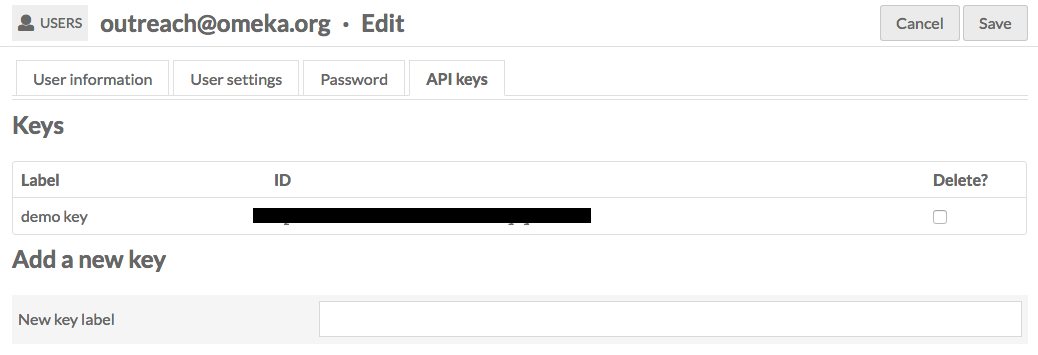 USERS outreach@omeka.org · Edit Cancel Save
User information User settings Password API keys
Keys
Label ID Delete?
demo key
Add a new key
New key label